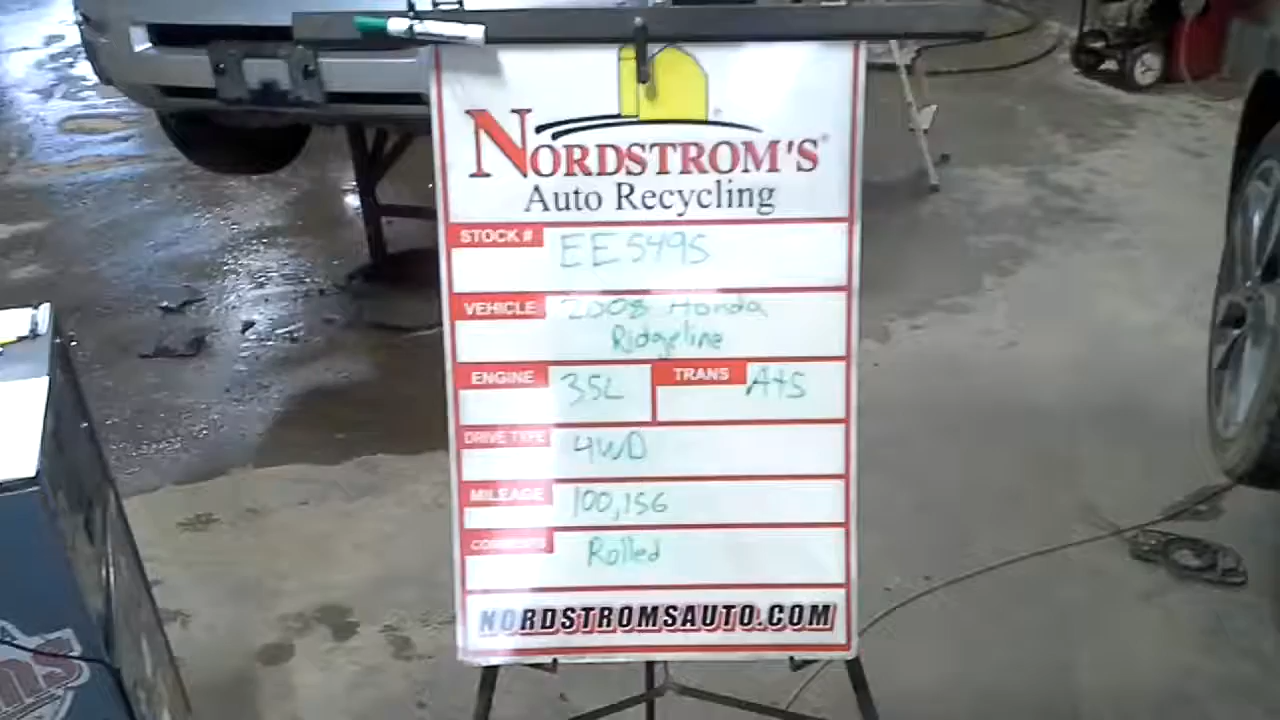 NORDSTROM'S®
Auto Recycling
STOCK # EE5495
VEHICLE 2008 Honda
Ridgeline
ENGINE 3.5L TRANS A+S
DRIVE TYPE 4WD
MILEAGE 100,156
COMMENTS Rolled
NORDSTROMSAUTO.COM